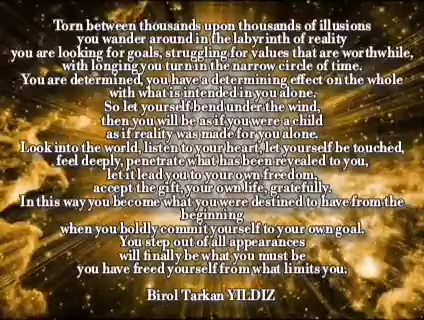 Torn between thousands upon thousands of illusions
you wander around in the labyrinth of reality
you are looking for goals, struggling for values that are worthwhile,
with longing you turn in the narrow circle of time.
You are determined, you have a determining effect on the whole
with what is intended in you alone.
So let yourself bend under the wind,
then you will be as if you were a child
as if reality was made for you alone.
Look into the world, listen to your heart, let yourself be touched,
feel deeply, penetrate what has been revealed to you,
let it lead you to your own freedom,
accept the gift, your own life, gratefully.
In this way you become what you were destined to have from the
beginning
when you boldly commit yourself to your own goal.
You step out of all appearances
will finally be what you must be
you have freed yourself from what limits you.
Birol Tarkan YILDIZ